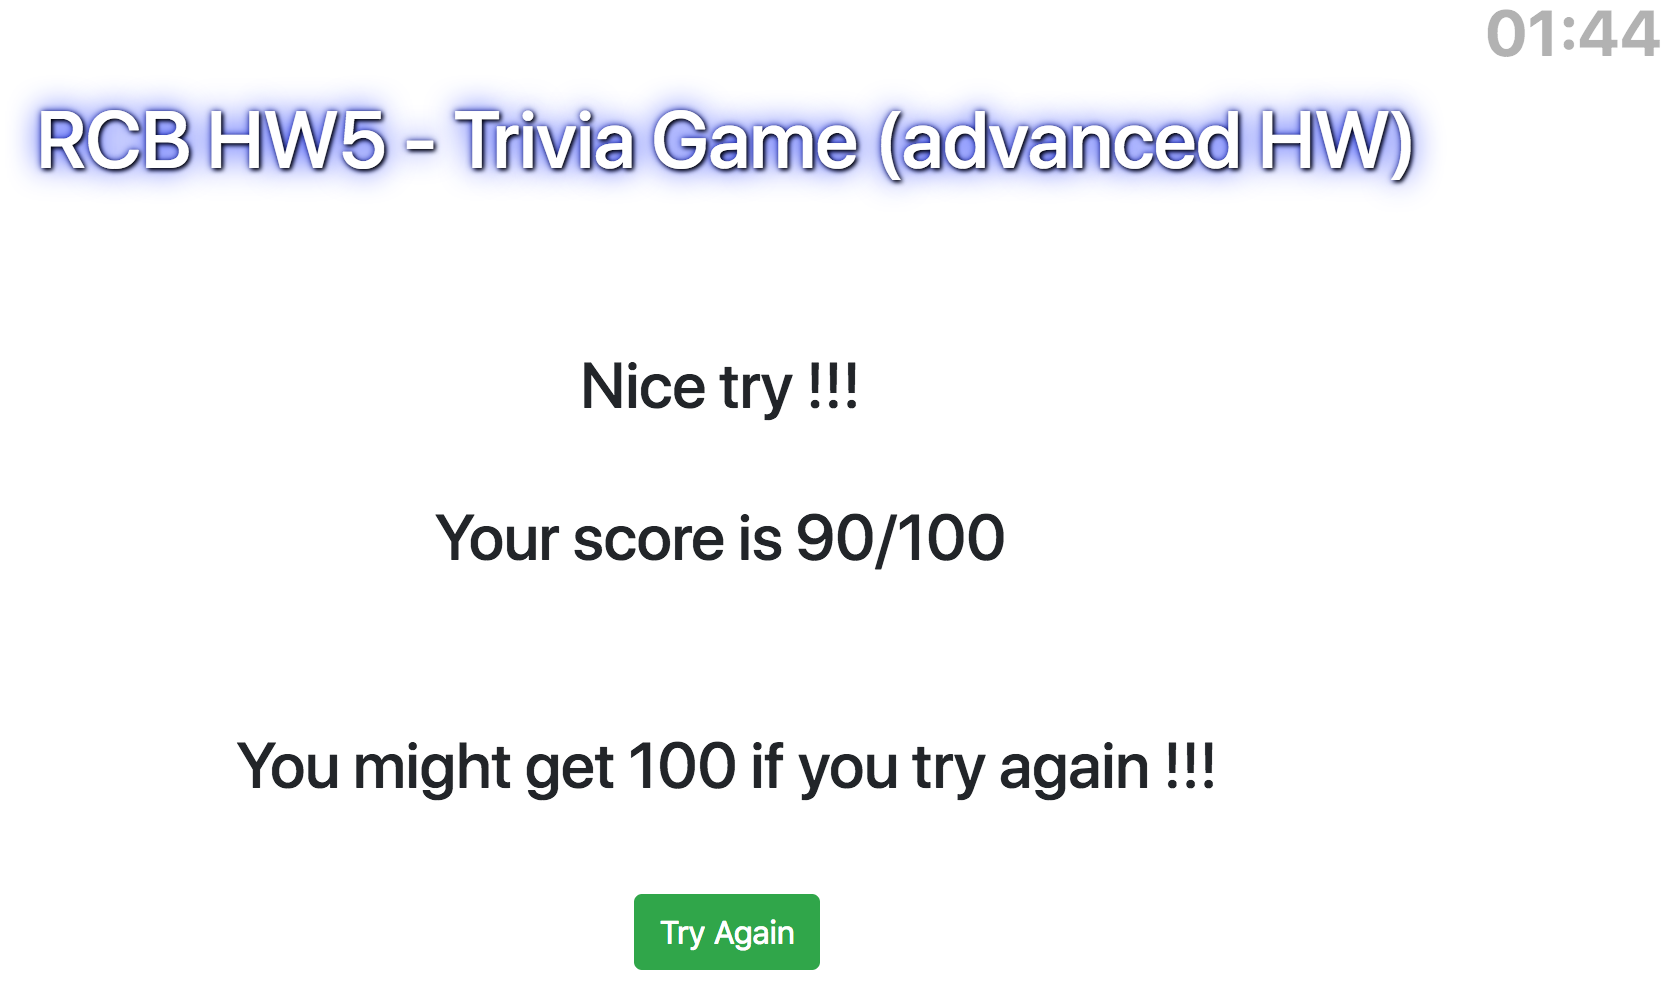 01:44
RCB HW5 - Trivia Game (advanced HW)
Nice try !!!
Your score is 90/100
You might get 100 if you try again !!!
Try Again